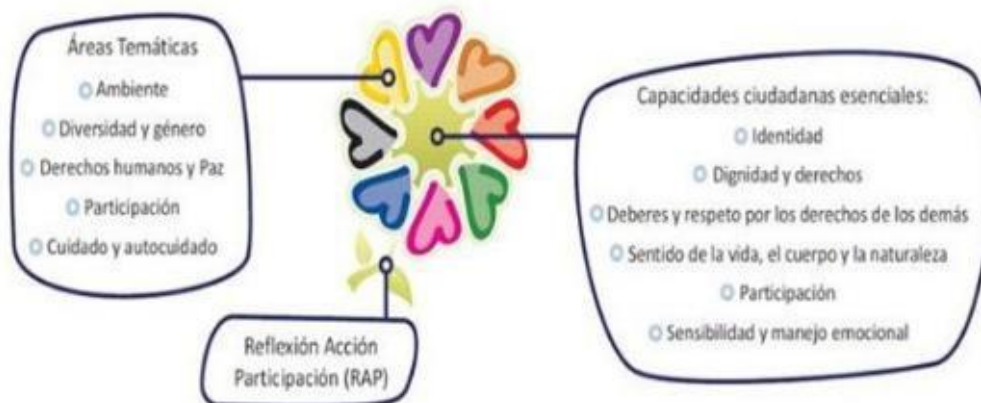 Áreas Temáticas
Ambiente
Diversidad y género
Derechos humanos y Paz
Participación
Cuidado y autocuidado
Capacidades ciudadanas esenciales:
Identidad
Dignidad y derechos
Deberes y respeto por los derechos de los demás
Sentido de la vida, el cuerpo y la naturaleza
Participación
Sensibilidad y manejo emocional
Reflexión Acción
Participación (RAP)